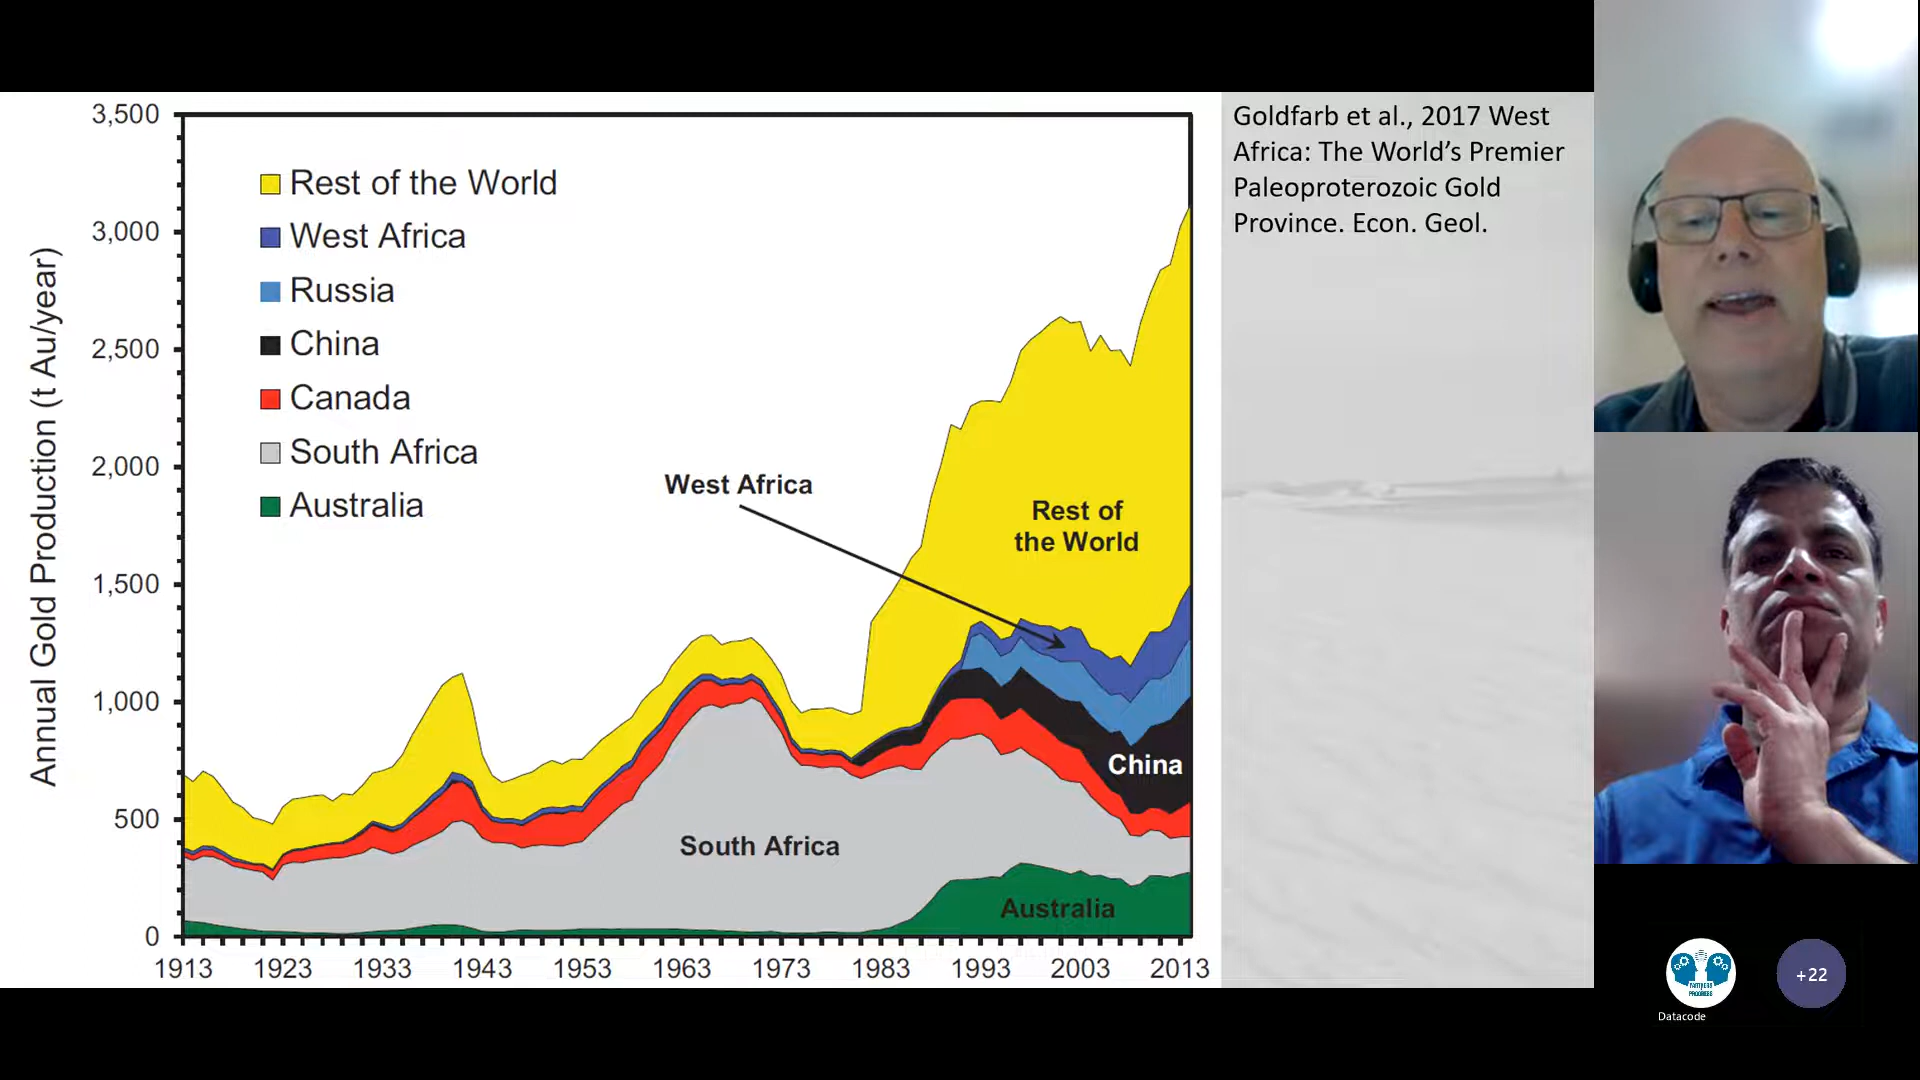 3,500
3,000
2,500
2,000
1,500
1,000
500
0
Annual Gold Production (t Au/year)
Rest of the World
West Africa
Russia
China
Canada
South Africa
Australia
West Africa
Rest of
the World
China
South Africa
Australia
1913 1923 1933 1943 1953 1963 1973 1983 1993 2003 2013
Goldfarb et al., 2017 West
Africa: The World’s Premier
Paleoproterozoic Gold
Province. Econ. Geol.
+22
Datacode